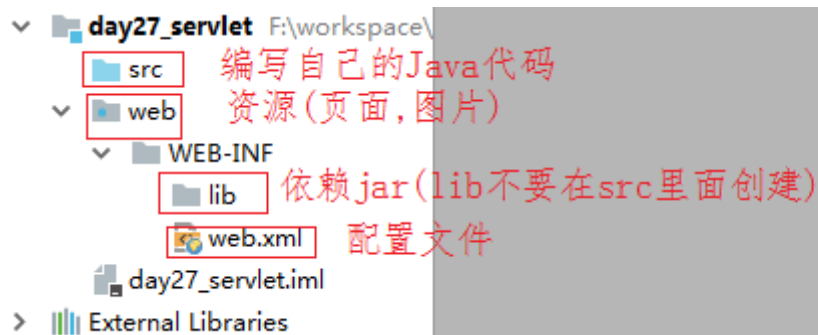 day27_servlet F:\workspace\
src 编写自己的Java代码
web 资源(页面,图片)
WEB-INF
lib 依赖jar(lib不要在src里面创建)
web.xml 配置文件
day27_servlet.iml
External Libraries